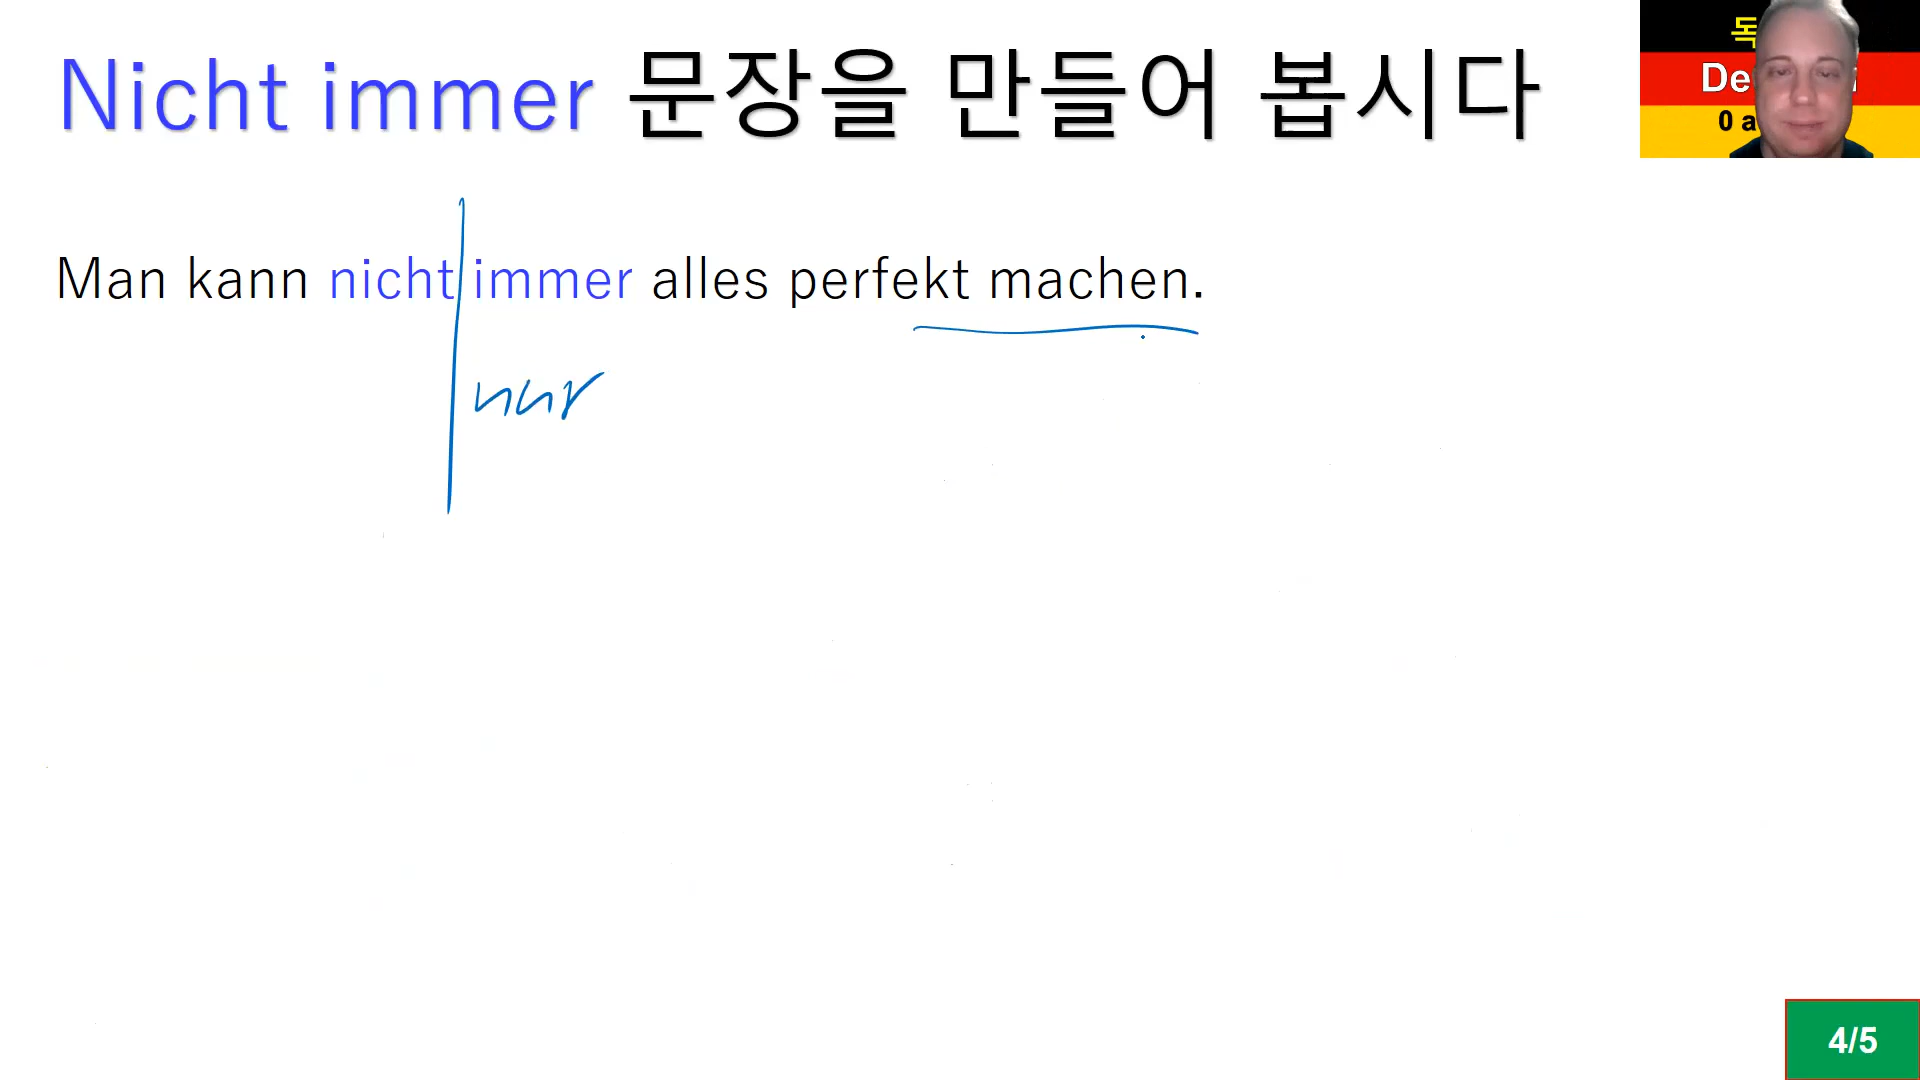 Nicht immer 문장을 만들어 봅시다
독
De
0 a
Man kann nicht immer alles perfekt machen.
nur
4/5